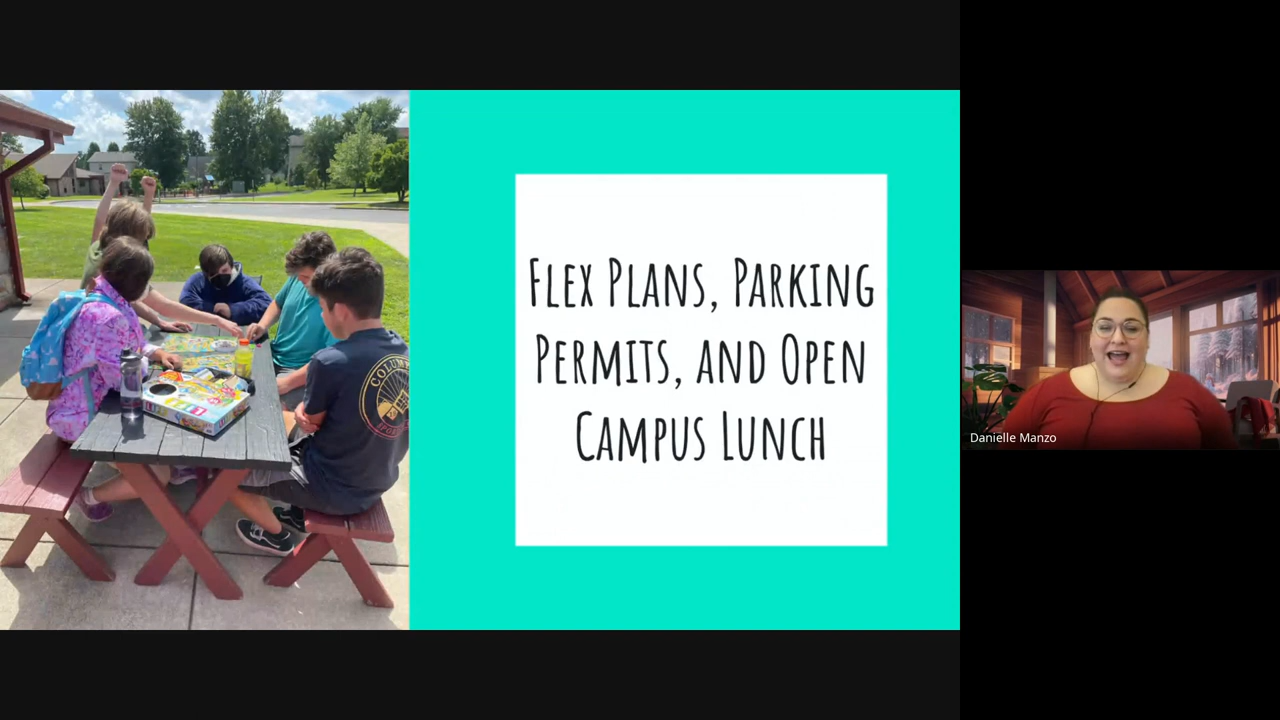 Flex Plans, Parking
Permits, and Open
Campus Lunch
Danielle Manzo